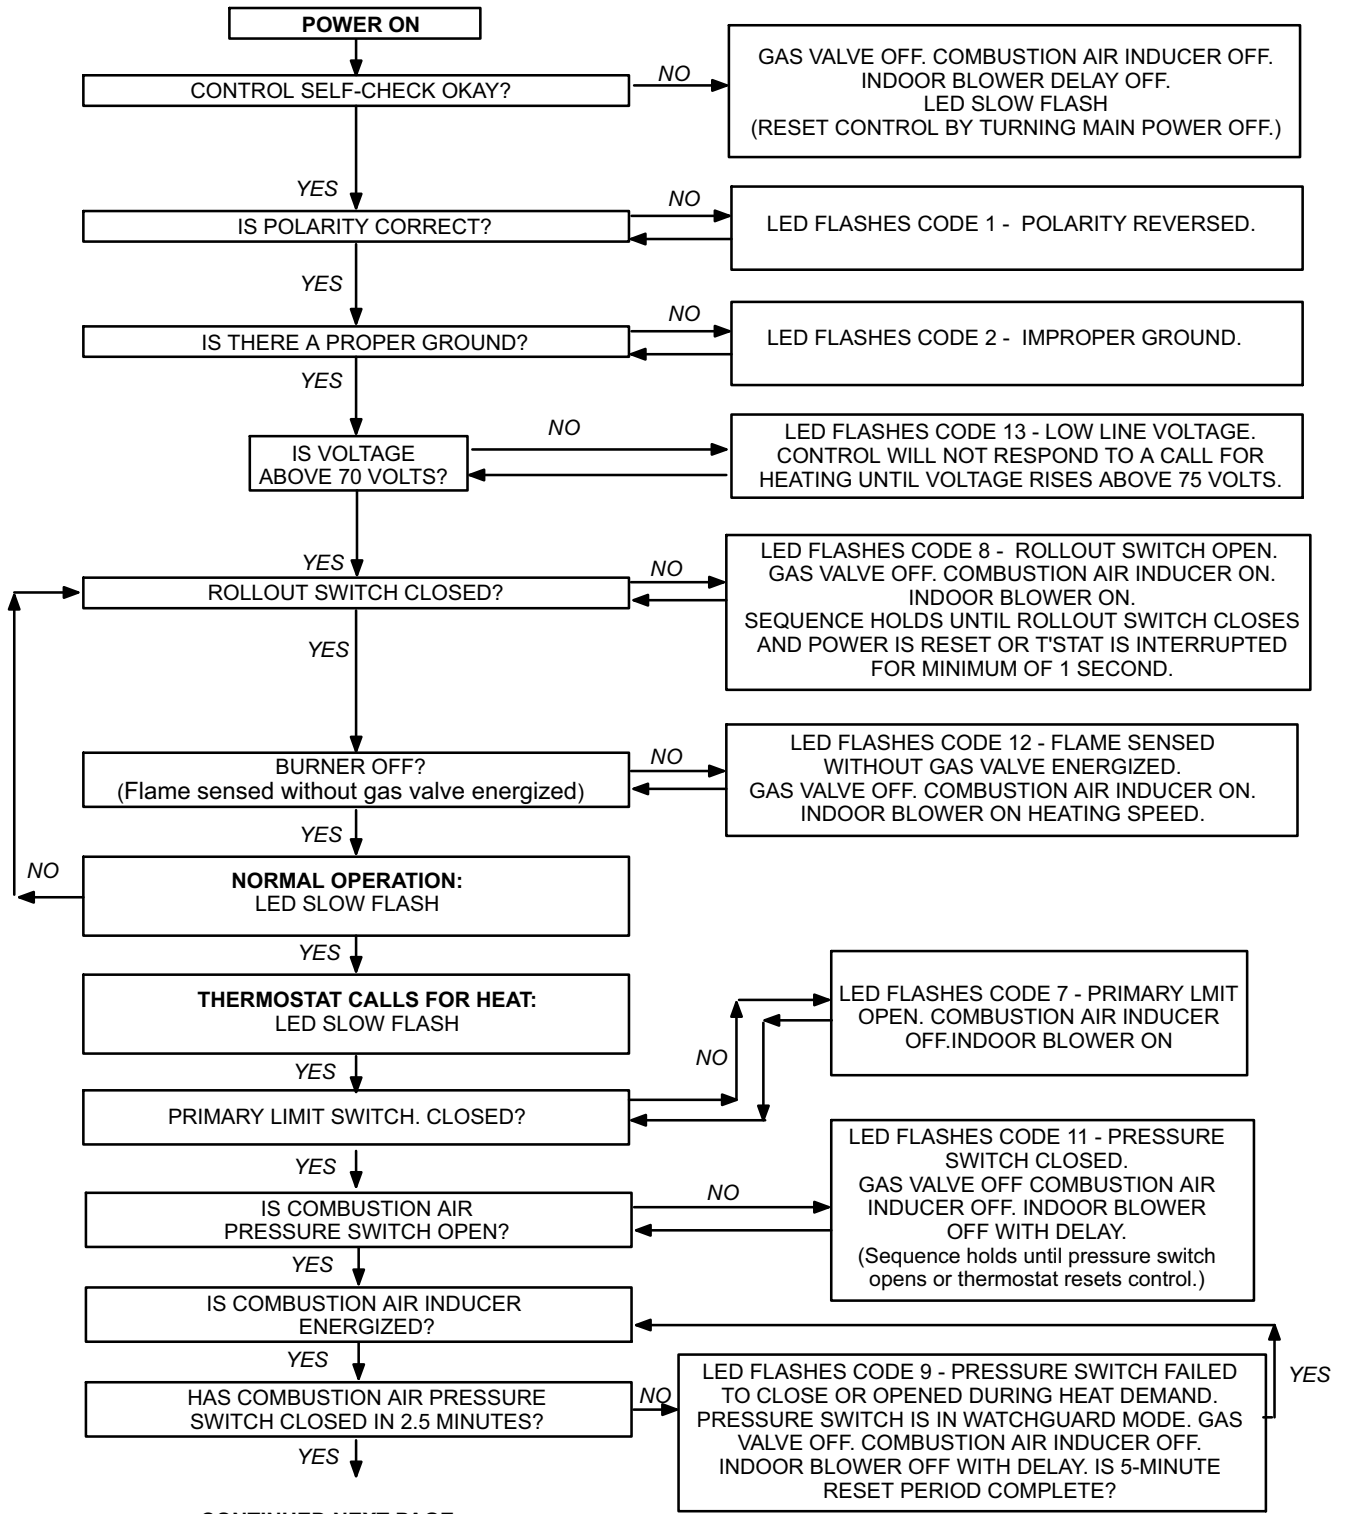 POWER ON
CONTROL SELF-CHECK OKAY?
NO
GAS VALVE OFF. COMBUSTION AIR INDUCER OFF.
INDOOR BLOWER DELAY OFF.
LED SLOW FLASH
(RESET CONTROL BY TURNING MAIN POWER OFF.)
YES
IS POLARITY CORRECT?
NO
LED FLASHES CODE 1 - POLARITY REVERSED.
YES
IS THERE A PROPER GROUND?
NO
LED FLASHES CODE 2 - IMPROPER GROUND.
YES
IS VOLTAGE
ABOVE 70 VOLTS?
NO
LED FLASHES CODE 13 - LOW LINE VOLTAGE.
CONTROL WILL NOT RESPOND TO A CALL FOR
HEATING UNTIL VOLTAGE RISES ABOVE 75 VOLTS.
YES
ROLLOUT SWITCH CLOSED?
NO
LED FLASHES CODE 8 - ROLLOUT SWITCH OPEN.
GAS VALVE OFF. COMBUSTION AIR INDUCER ON.
INDOOR BLOWER ON.
SEQUENCE HOLDS UNTIL ROLLOUT SWITCH CLOSES
AND POWER IS RESET OR T'STAT IS INTERRUPTED
FOR MINIMUM OF 1 SECOND.
YES
BURNER OFF?
(Flame sensed without gas valve energized)
NO
LED FLASHES CODE 12 - FLAME SENSED
WITHOUT GAS VALVE ENERGIZED.
GAS VALVE OFF. COMBUSTION AIR INDUCER ON.
INDOOR BLOWER ON HEATING SPEED.
YES
NO
NORMAL OPERATION:
LED SLOW FLASH
YES
THERMOSTAT CALLS FOR HEAT:
LED SLOW FLASH
LED FLASHES CODE 7 - PRIMARY LMIT
OPEN. COMBUSTION AIR INDUCER
OFF.INDOOR BLOWER ON
NO
YES
PRIMARY LIMIT SWITCH. CLOSED?
YES
IS COMBUSTION AIR
PRESSURE SWITCH OPEN?
NO
LED FLASHES CODE 11 - PRESSURE
SWITCH CLOSED.
GAS VALVE OFF COMBUSTION AIR
INDUCER OFF. INDOOR BLOWER
OFF WITH DELAY.
(Sequence holds until pressure switch
opens or thermostat resets control.)
YES
IS COMBUSTION AIR INDUCER
ENERGIZED?
YES
HAS COMBUSTION AIR PRESSURE
SWITCH CLOSED IN 2.5 MINUTES?
NO
LED FLASHES CODE 9 - PRESSURE SWITCH FAILED
TO CLOSE OR OPENED DURING HEAT DEMAND.
PRESSURE SWITCH IS IN WATCHGUARD MODE. GAS
VALVE OFF. COMBUSTION AIR INDUCER OFF.
INDOOR BLOWER OFF WITH DELAY. IS 5-MINUTE
RESET PERIOD COMPLETE?
YES
YES
CONTINUED NEXT PAGE